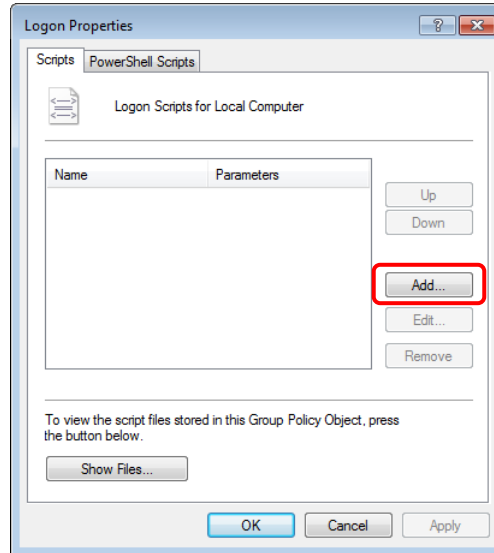 Logon Properties
?
Scripts PowerShell Scripts
<=>
<=>
Logon Scripts for Local Computer
Name Parameters
Up
Down
Add...
Edit...
Remove
To view the script files stored in this Group Policy Object, press
the button below.
Show Files...
OK Cancel Apply